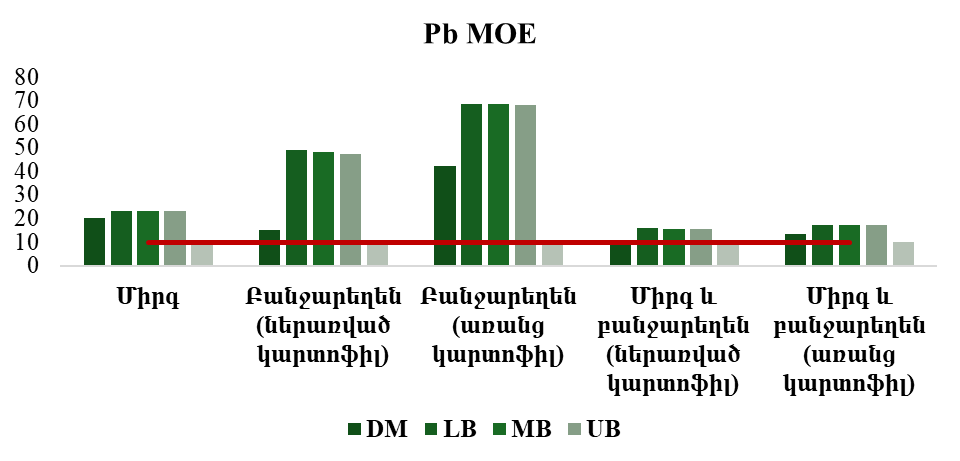 Pb MOE
80
70
60
50
40
30
20
10
0
Միրգ
Բանջարեղեն
(ներառված
կարտոֆիլ)
Բանջարեղեն
(առանց
կարտոֆիլ)
Միրգ և
բանջարեղեն
(ներառված
կարտոֆիլ)
Միրգ և
բանջարեղեն
(առանց
կարտոֆիլ)
DM LB MB UB